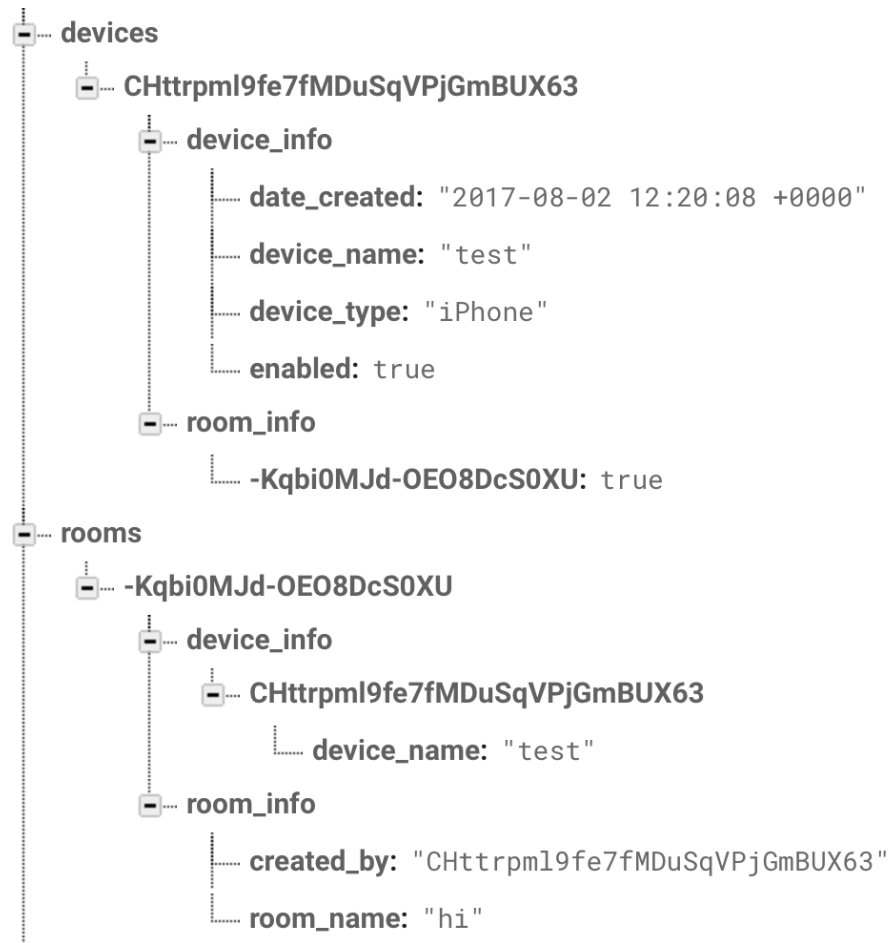 devices
CHttrpml9fe7fMDuSqVPjGmBUX63
device_info
date_created: "2017-08-02 12:20:08 +0000"
device_name: "test"
device_type: "iPhone"
enabled: true
room_info
-Kqbi0MJd-OEO8DcS0XU: true
rooms
-Kqbi0MJd-OEO8DcS0XU
device_info
CHttrpml9fe7fMDuSqVPjGmBUX63
device_name: "test"
room_info
created_by: "CHttrpml9fe7fMDuSqVPjGmBUX63"
room_name: "hi"